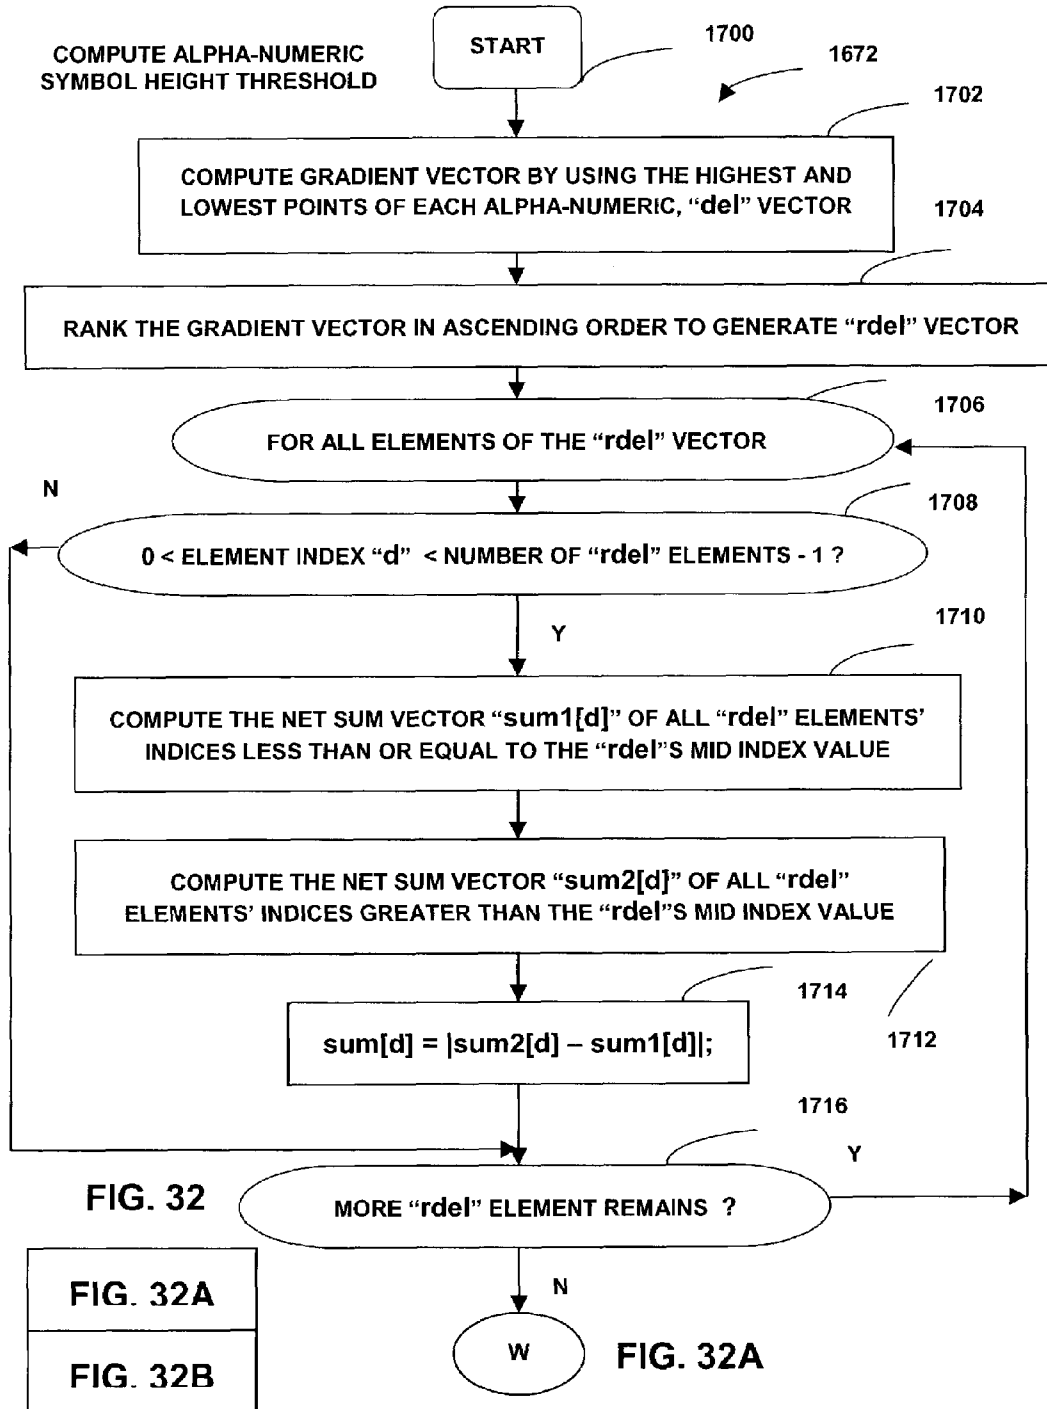 COMPUTE ALPHA-NUMERIC
SYMBOL HEIGHT THRESHOLD
START
1700
1672
1702
COMPUTE GRADIENT VECTOR BY USING THE HIGHEST AND
LOWEST POINTS OF EACH ALPHA-NUMERIC, “del” VECTOR
1704
RANK THE GRADIENT VECTOR IN ASCENDING ORDER TO GENERATE “rdel” VECTOR
1706
FOR ALL ELEMENTS OF THE “rdel” VECTOR
N
1708
0 < ELEMENT INDEX “d” < NUMBER OF “rdel” ELEMENTS - 1 ?
Y
1710
COMPUTE THE NET SUM VECTOR “sum1[d]” OF ALL “rdel” ELEMENTS’
INDICES LESS THAN OR EQUAL TO THE “rdel”S MID INDEX VALUE
COMPUTE THE NET SUM VECTOR “sum2[d]” OF ALL “rdel”
ELEMENTS’ INDICES GREATER THAN THE “rdel”S MID INDEX VALUE
1714
1712
sum[d] = |sum2[d] – sum1[d]|;
1716
Y
FIG. 32
MORE “rdel” ELEMENT REMAINS ?
FIG. 32A
N
W
FIG. 32A
FIG. 32B